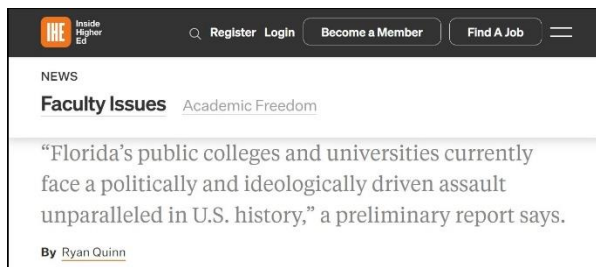 IHE Inside
Higher
Ed
Register Login Become a Member Find A Job
NEWS
Faculty Issues Academic Freedom
“Florida’s public colleges and universities currently
face a politically and ideologically driven assault
unparalleled in U.S. history,” a preliminary report says.
By Ryan Quinn